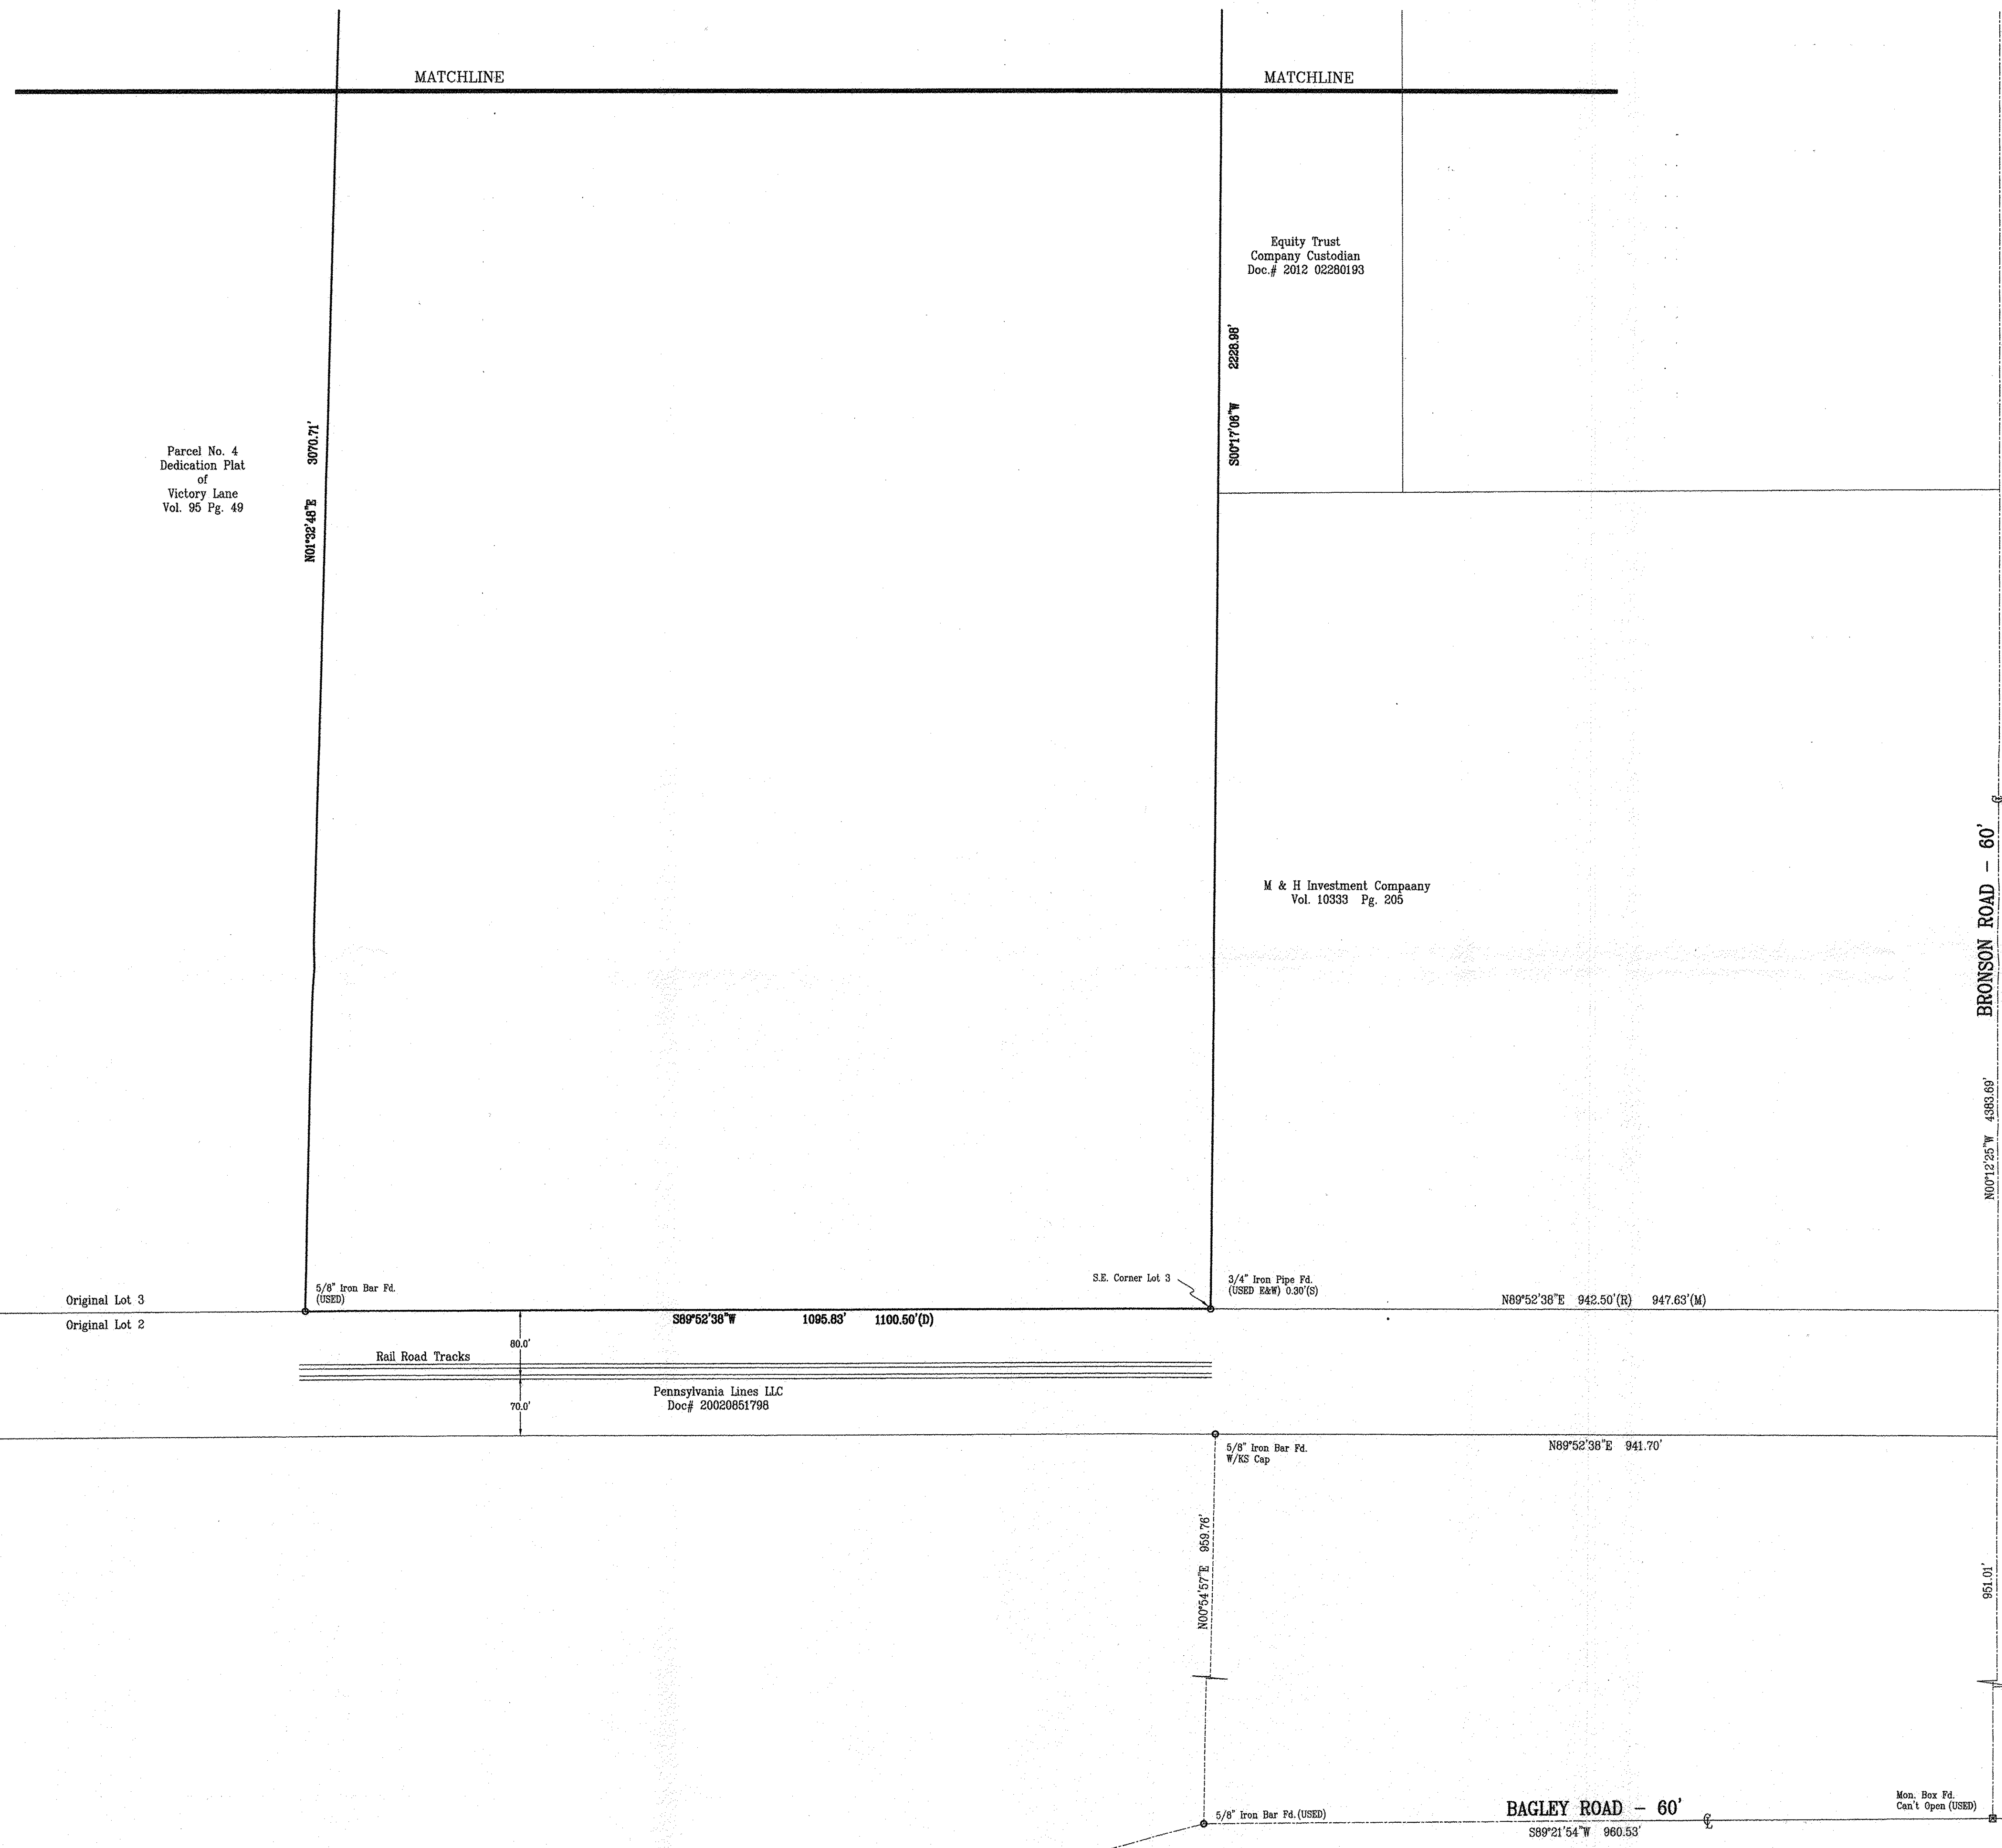 MATCHLINE
MATCHLINE
Equity Trust
Company Custodian
Doc.# 2012 02280193
S00°17'06"W 2228.98'
N01°32'48"E 3070.71'
Parcel No. 4
Dedication Plat
of
Victory Lane
Vol. 95 Pg. 49
M & H Investment Compaany
Vol. 10333 Pg. 205
BRONSON ROAD - 60'
N00°12'25"W 4383.69'
S.E. Corner Lot 3
3/4" Iron Pipe Fd.
(USED E&W) 0.30'(S)
5/8" Iron Bar Fd.
(USED)
Original Lot 3
Original Lot 2
N89°52'38"E 942.50'(R) 947.63'(M)
S89°52'38"W 1095.83' 1100.50'(D)
80.0'
Rail Road Tracks
Pennsylvania Lines LLC
Doc# 20020851798
70.0'
5/8" Iron Bar Fd.
W/KS Cap
N89°52'38"E 941.70'
N00°54'57"E 959.76'
951.01'
Mon. Box Fd.
Can't Open (USED)
5/8" Iron Bar Fd.(USED)
BAGLEY ROAD - 60'
S89°21'54"W 960.53'